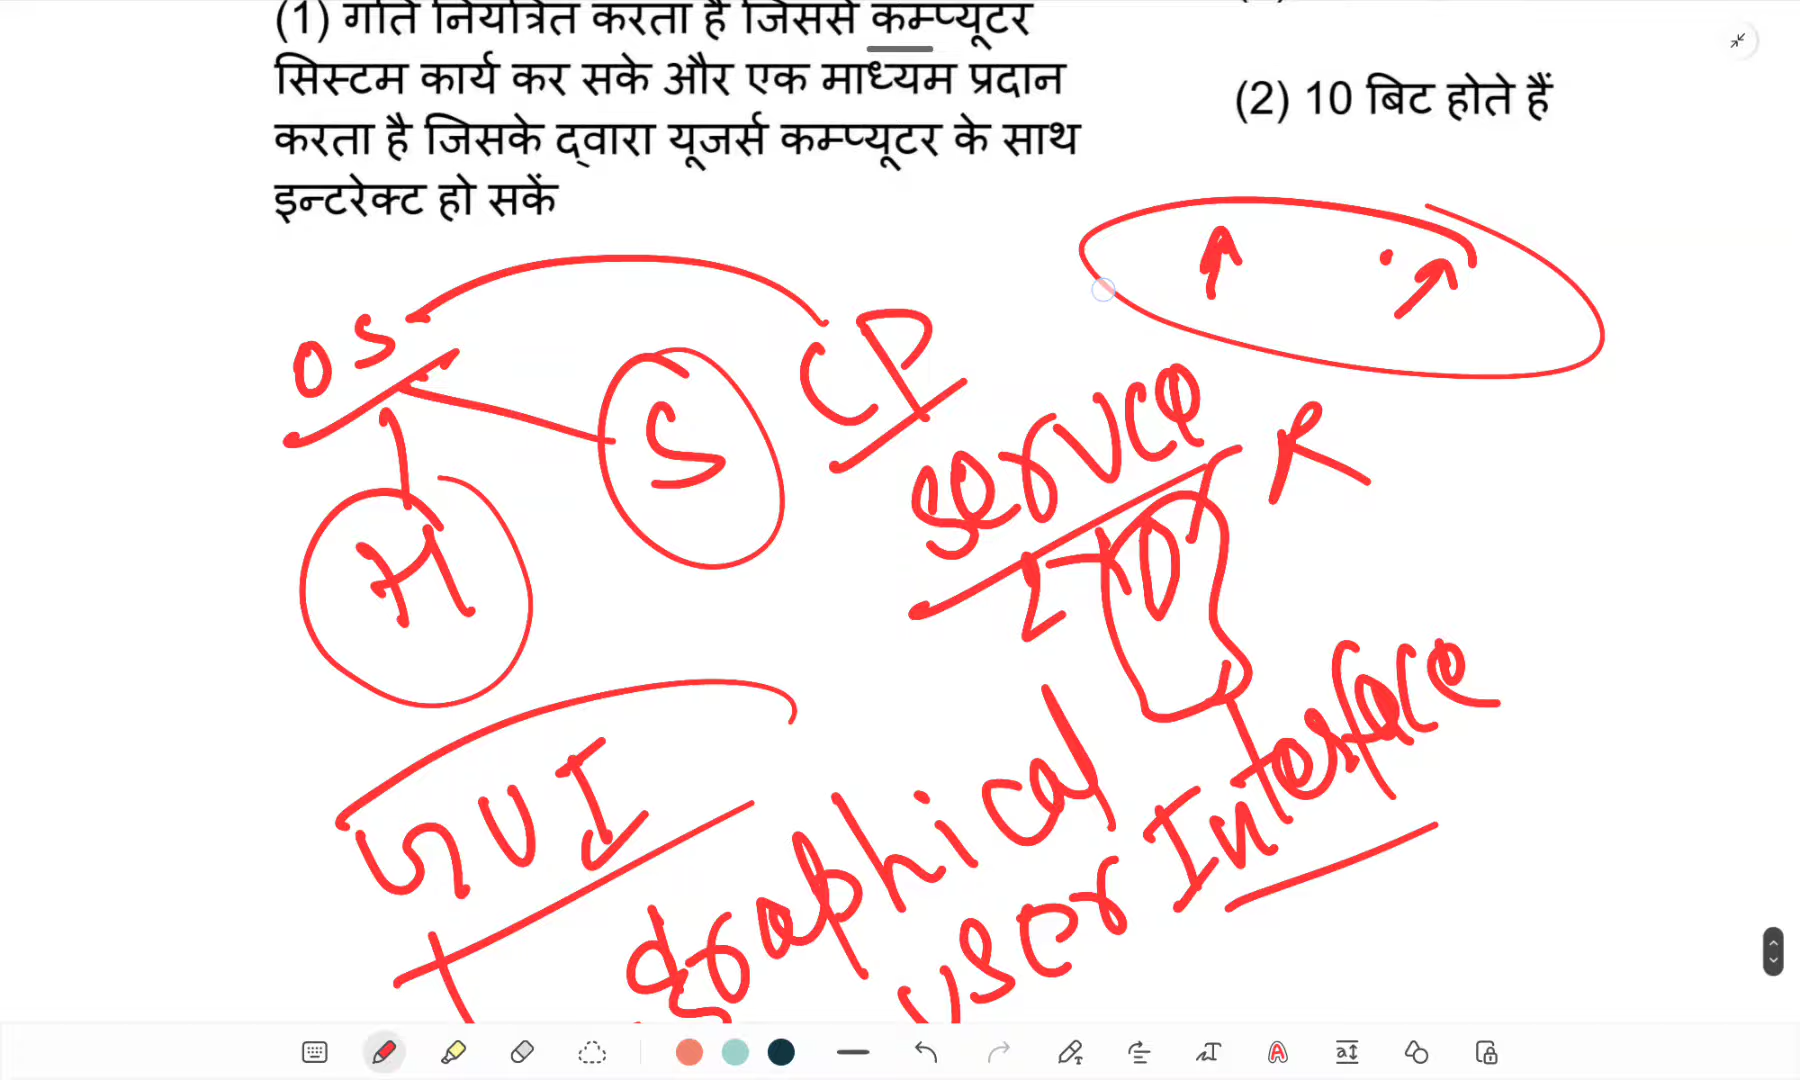 (1) गति नियंत्रित करता है जिससे कम्प्यूटर
सिस्टम कार्य कर सके और एक माध्यम प्रदान
करता है जिसके द्वारा यूजर्स कम्प्यूटर के साथ
इन्टरेक्ट हो सकें
(2) 10 बिट होते हैं
OS
S
CP
H
Service
R
GUI
Graphical
User Interface